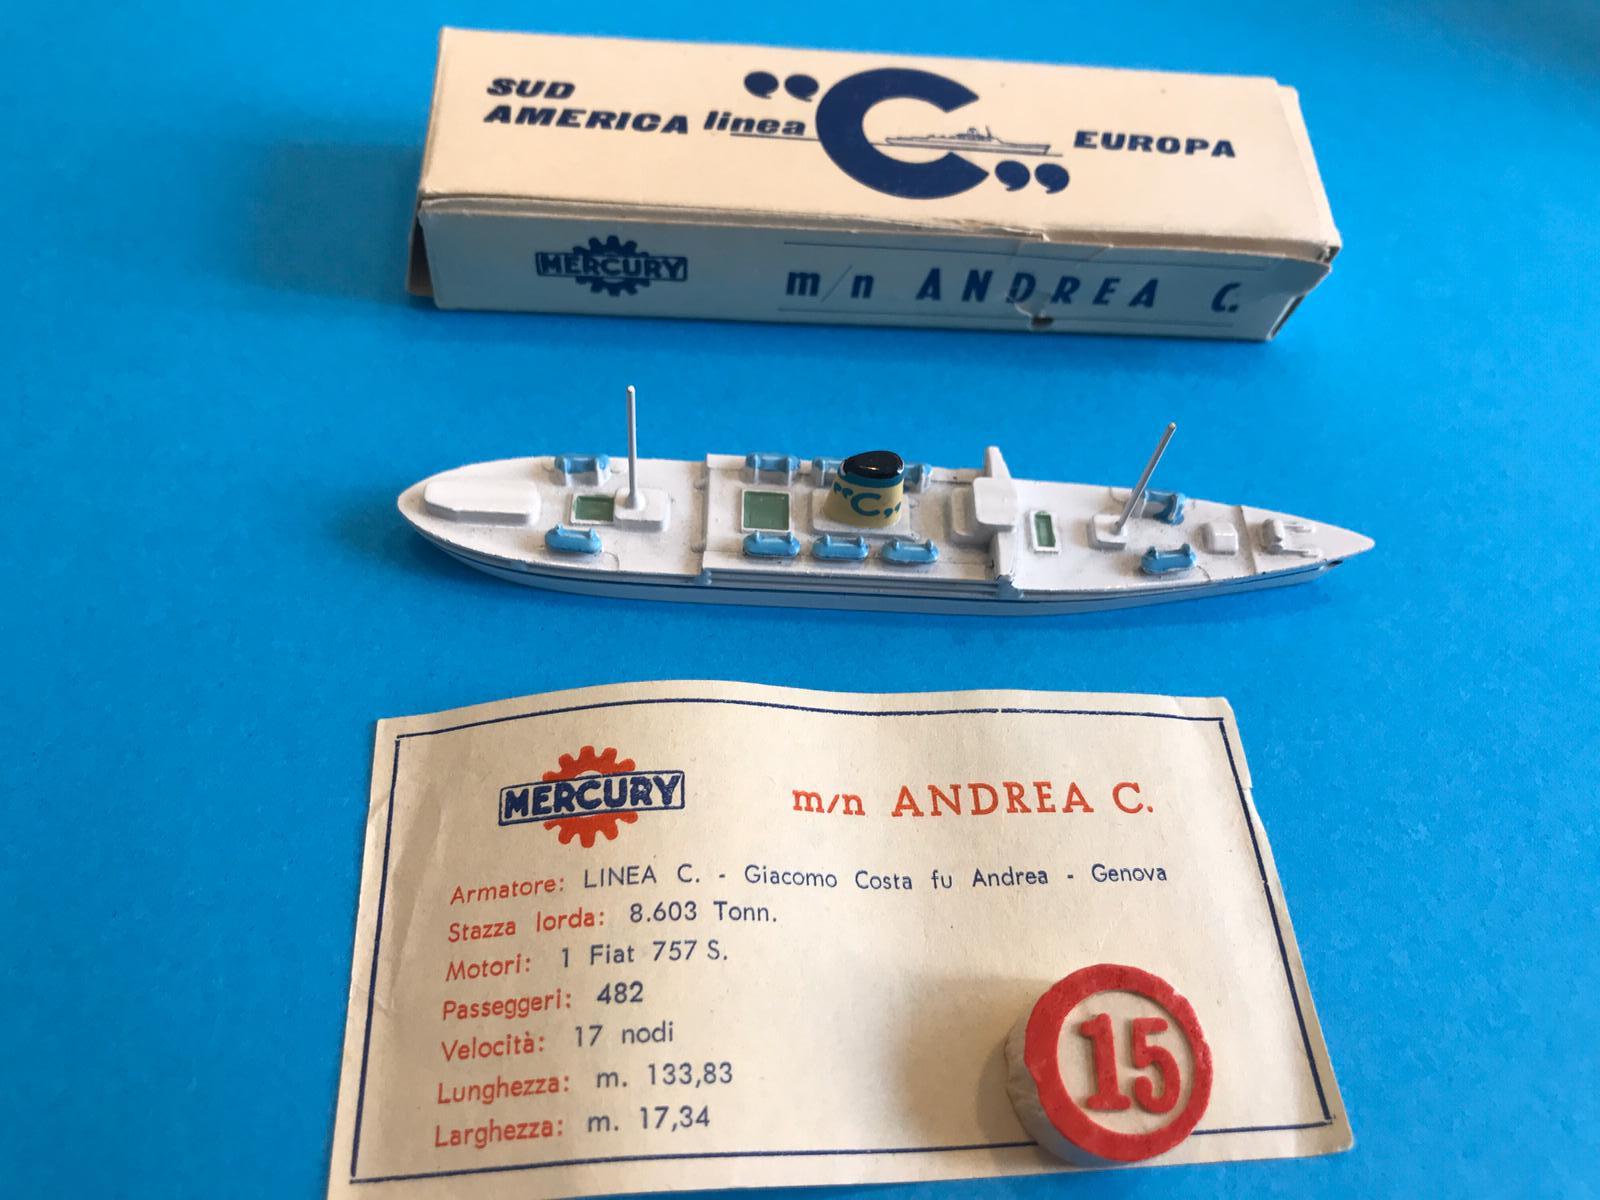 SUD
AMERICA linea "C" EUROPA
MERCURY m/n ANDREA C.
"C"
MERCURY m/n ANDREA C.
Armatore: LINEA C. - Giacomo Costa fu Andrea - Genova
Stazza lorda: 8.603 Tonn.
Motori: 1 Fiat 757 S.
Passeggeri: 482
Velocità: 17 nodi
Lunghezza: m. 133,83
Larghezza: m. 17,34
15